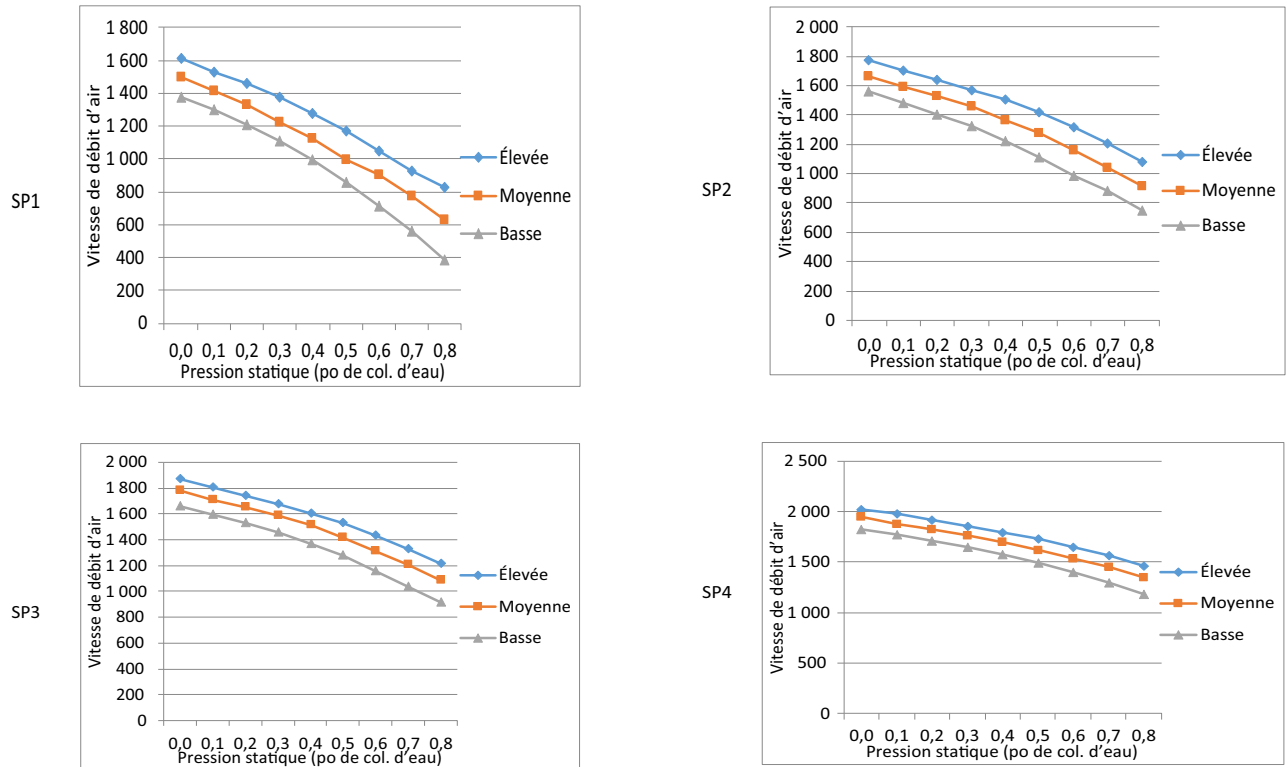 SP1
Vitesse de débit d’air
1 800
1 600
1 400
1 200
1 000
800
600
400
200
0
0,0 0,1 0,2 0,3 0,4 0,5 0,6 0,7 0,8
Pression statique (po de col. d’eau)
Élevée
Moyenne
Basse
SP2
Vitesse de débit d’air
2 000
1 800
1 600
1 400
1 200
1 000
800
600
400
200
0
0,0 0,1 0,2 0,3 0,4 0,5 0,6 0,7 0,8
Pression statique (po de col. d’eau)
Élevée
Moyenne
Basse
SP3
Vitesse de débit d’air
2 000
1 800
1 600
1 400
1 200
1 000
800
600
400
200
0
0,0 0,1 0,2 0,3 0,4 0,5 0,6 0,7 0,8
Pression statique (po de col. d’eau)
Élevée
Moyenne
Basse
SP4
Vitesse de débit d’air
2 500
2 000
1 500
1 000
500
0
0,0 0,1 0,2 0,3 0,4 0,5 0,6 0,7 0,8
Pression statique (po de col. d’eau)
Élevée
Moyenne
Basse